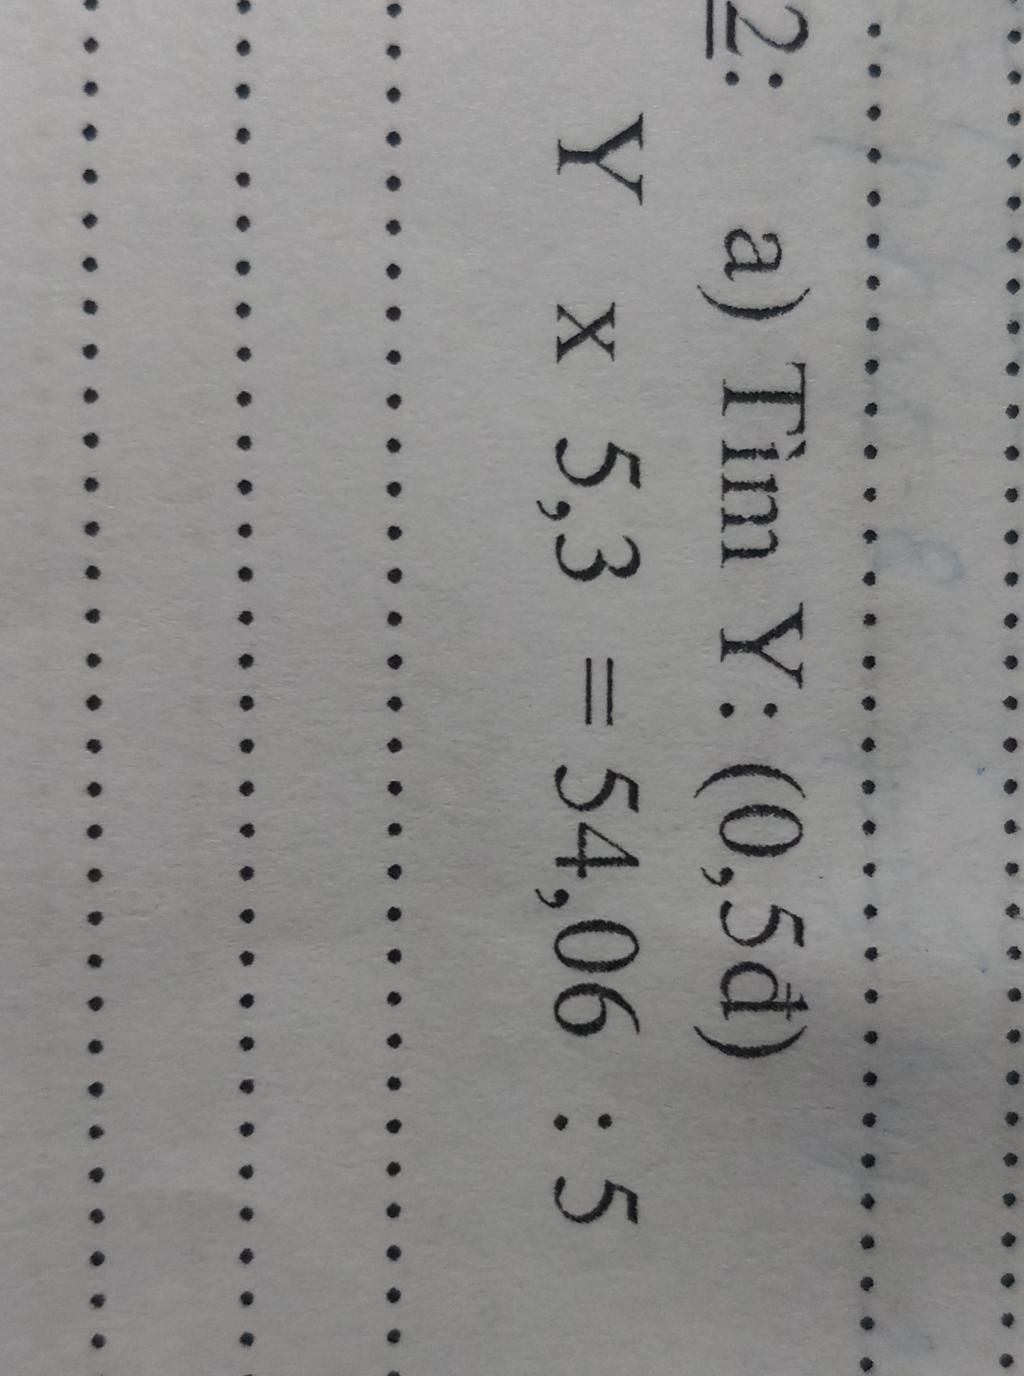 2: a) Tìm Y: (0,5đ)
Y x 5,3 = 54,06 : 5